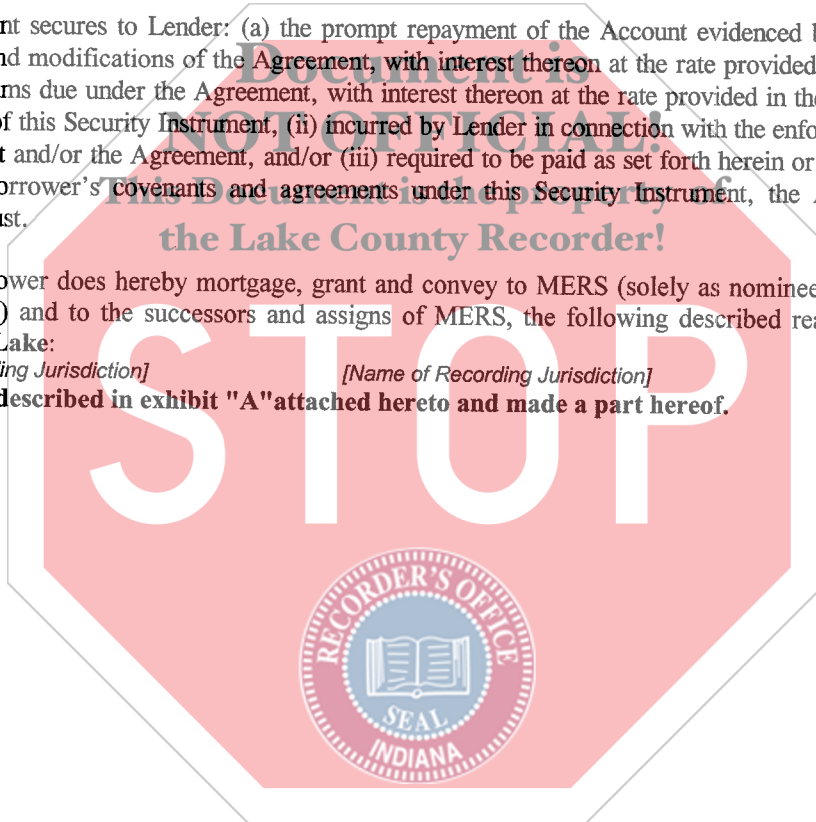 nt secures to Lender: (a) the prompt repayment of the Account evidenced
nd modifications of the Agreement, with interest thereon at the rate provided
ms due under the Agreement, with interest thereon at the rate provided in the
of this Security Instrument, (ii) incurred by Lender in connection with the enfo
t and/or the Agreement, and/or (iii) required to be paid as set forth herein or
orrower's covenants and agreements under this Security Instrument, the
ust.
Document is
NOT OFFICIAL!
This Document is the property of
the Lake County Recorder!
ower does hereby mortgage, grant and convey to MERS (solely as nominee
) and to the successors and assigns of MERS, the following described rea
Lake:
ing Jurisdiction] [Name of Recording Jurisdiction]
described in exhibit "A"attached hereto and made a part hereof.
STOP
RECORDER'S OFFICE
SEAL
INDIANA